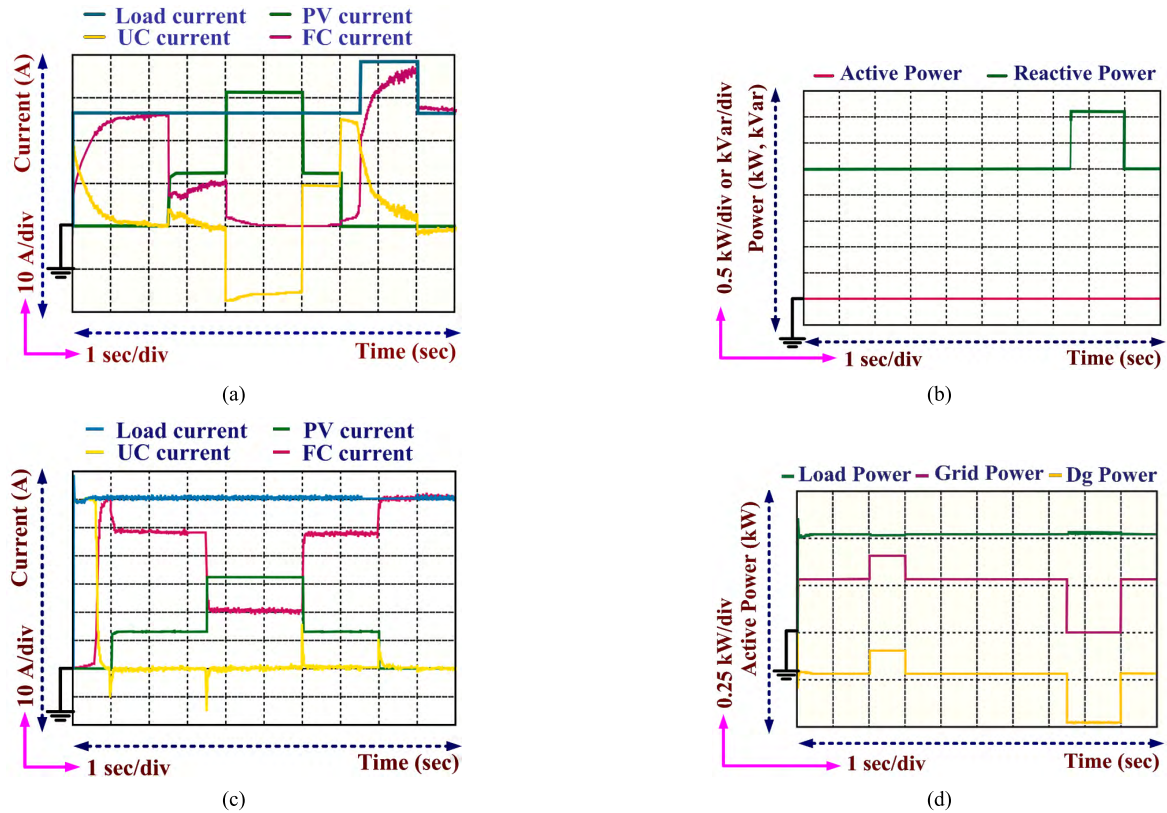 Load current
PV current
UC current
FC current
Current (A)
10 A/div
1 sec/div
Time (sec)
(a)
Active Power
Reactive Power
0.5 kW/div or kVar/div
Power (kW, kVar)
1 sec/div
Time (sec)
(b)
Load current
PV current
UC current
FC current
Current (A)
10 A/div
1 sec/div
Time (sec)
(c)
Load Power
Grid Power
Dg Power
0.25 kW/div
Active Power (kW)
1 sec/div
Time (sec)
(d)